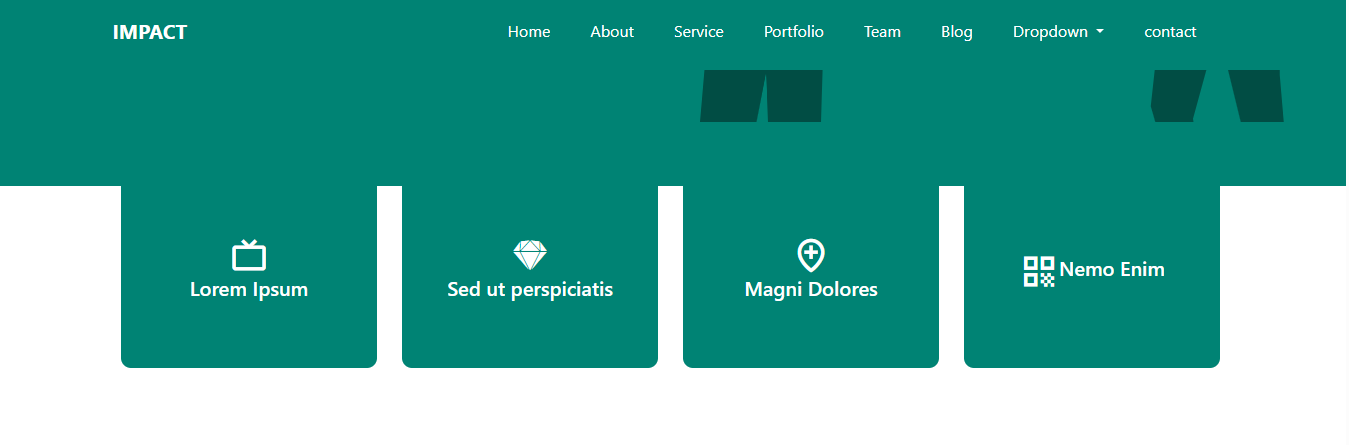 IMPACT Home About Service Portfolio Team Blog Dropdown contact
Lorem Ipsum
Sed ut perspiciatis
Magni Dolores
Nemo Enim